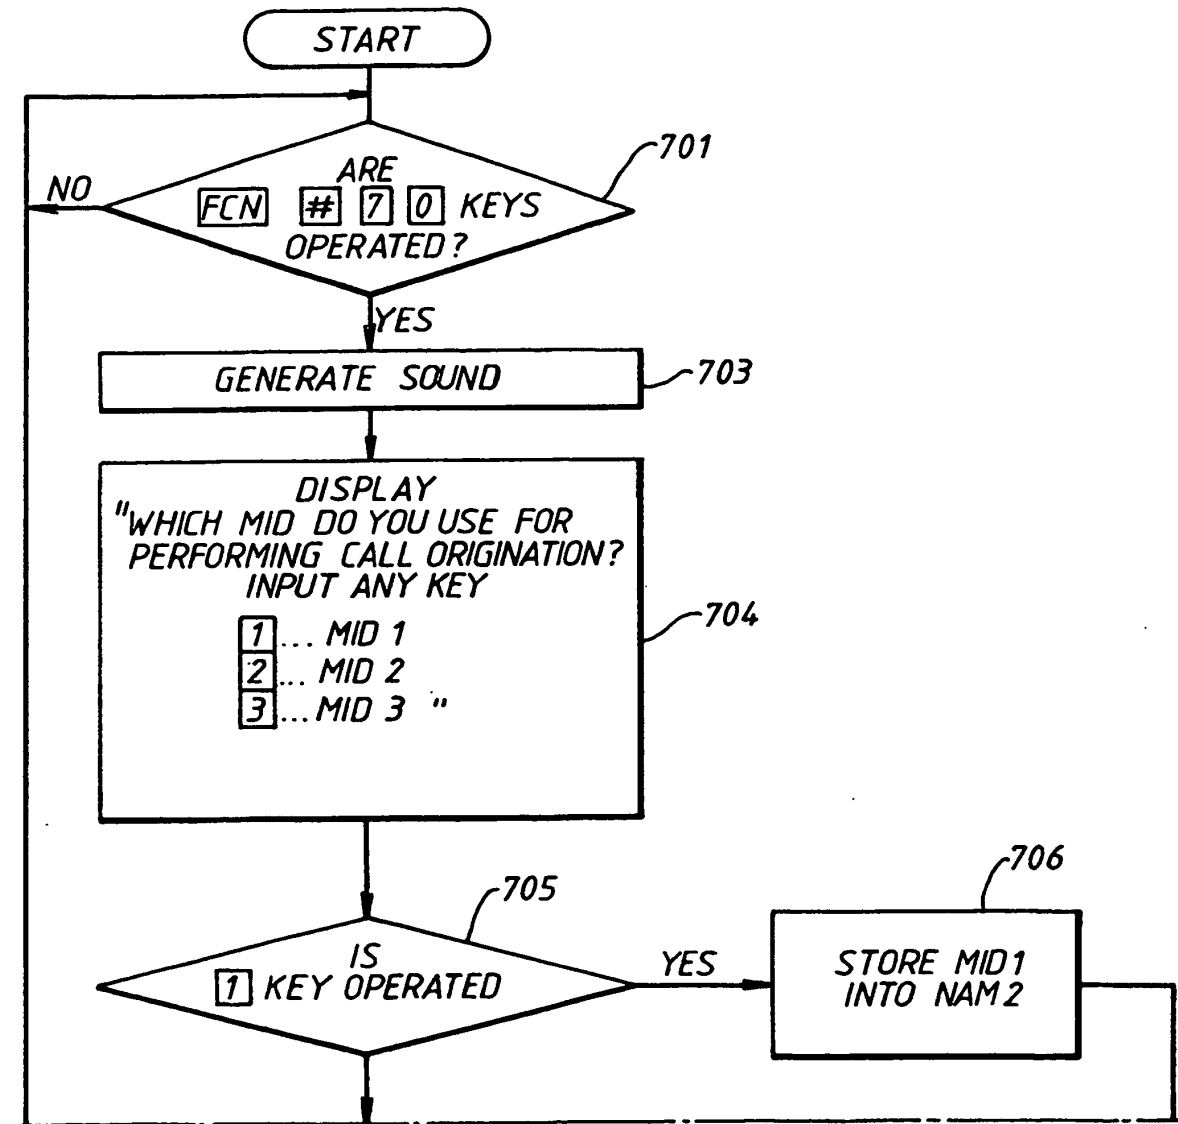 START
ARE
701
NO
FCN # 7 0 KEYS
OPERATED?
YES
GENERATE SOUND
703
DISPLAY
"WHICH MID DO YOU USE FOR
PERFORMING CALL ORIGINATION?
INPUT ANY KEY
1 ... MID 1
2 ... MID 2
3 ... MID 3 "
704
705
IS
1 KEY OPERATED
YES
706
STORE MID1
INTO NAM2